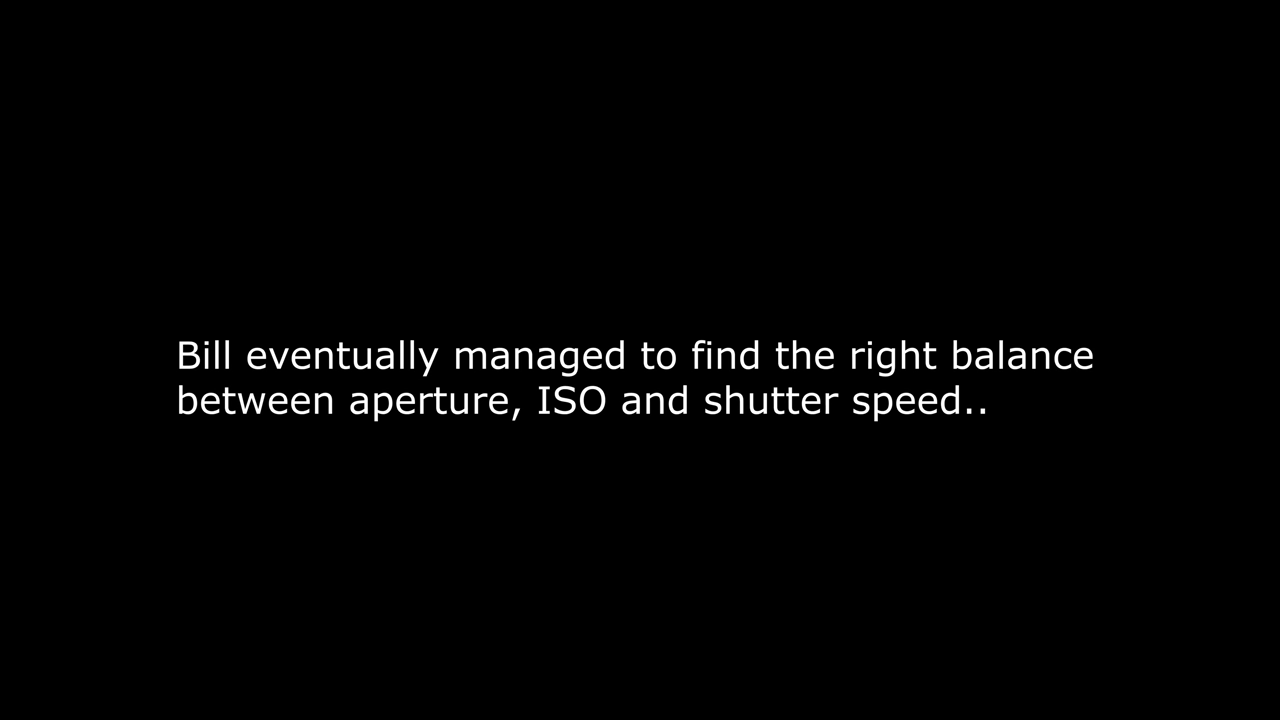 Bill eventually managed to find the right balance
between aperture, ISO and shutter speed..